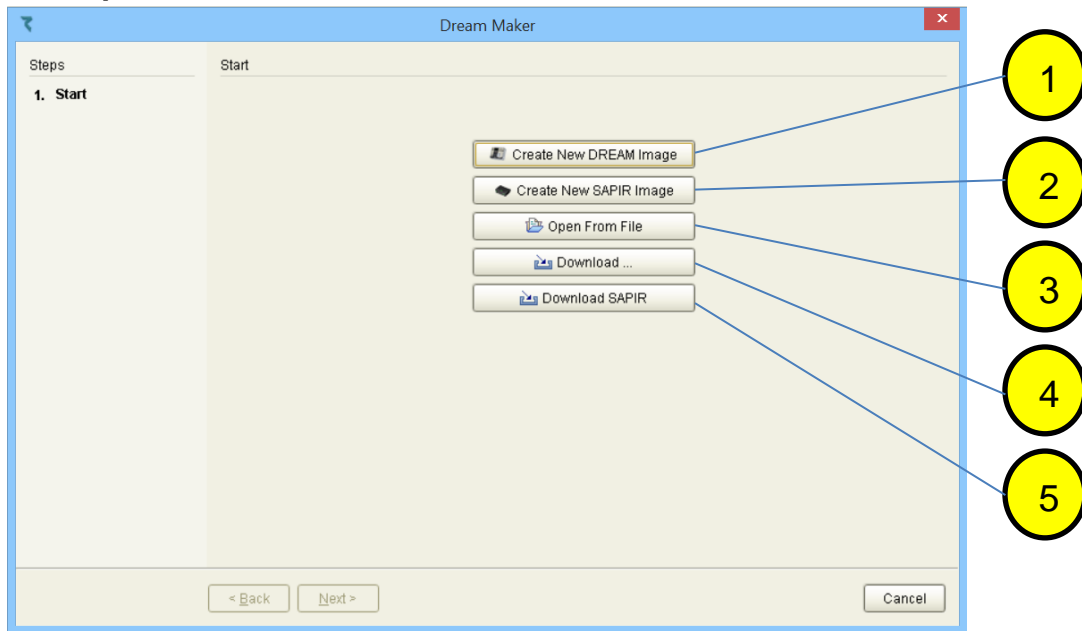 Dream Maker
Steps
Start
1. Start
1
Create New DREAM Image
2
Create New SAPIR Image
Open From File
3
Download ...
Download SAPIR
4
5
< Back
Next >
Cancel